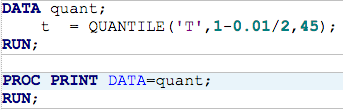 DATA quant;
t = QUANTILE('T',1-0.01/2,45);
RUN;
PROC PRINT DATA=quant;
RUN;